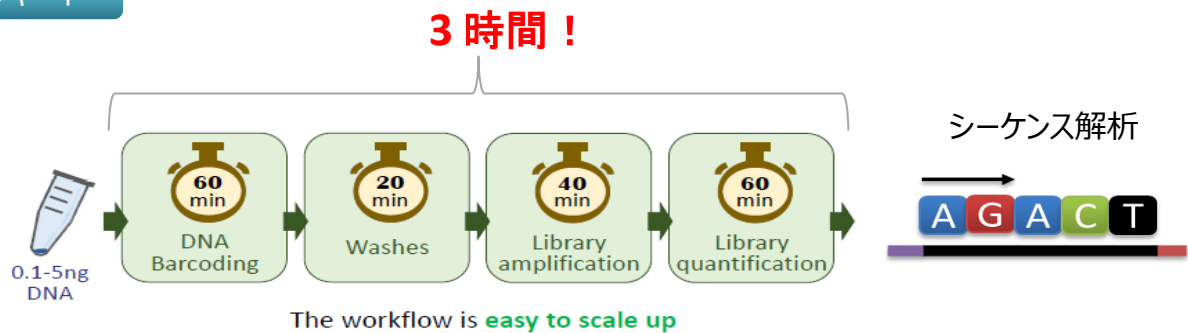 3 時間！
シーケンス解析
60
min
DNA
Barcoding
20
min
Washes
40
min
Library
amplification
60
min
Library
quantification
A G A C T
0.1-5ng
DNA
The workflow is easy to scale up